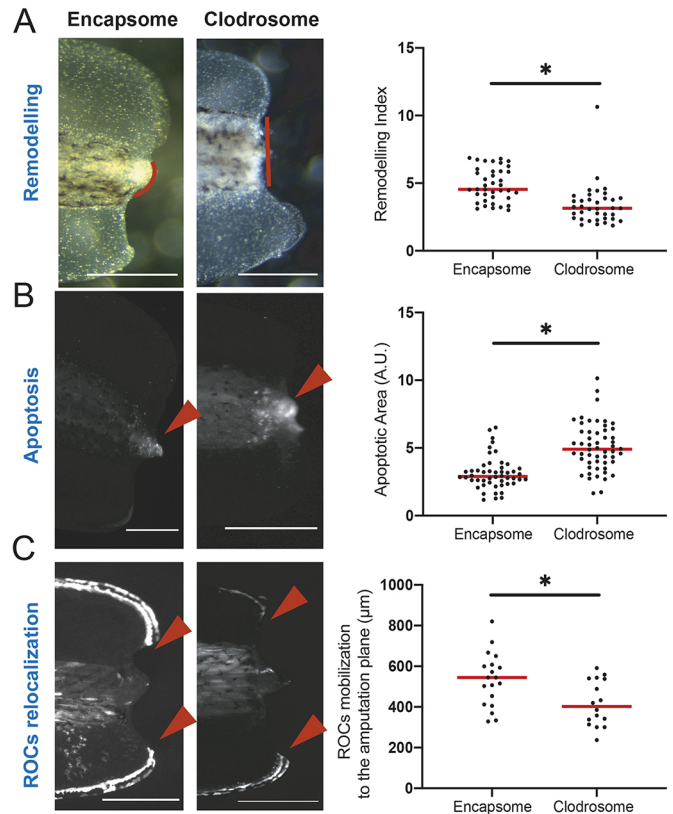 A
Encapsome
Clodrosome
Remodelling
Remodelling Index
15
10
5
0
*
Encapsome
Clodrosome
B
Apoptosis
Apoptotic Area (A.U.)
15
10
5
0
*
Encapsome
Clodrosome
C
ROCs relocalization
ROCs mobilization
to the amputation plane (μm)
1000
800
600
400
200
0
*
Encapsome
Clodrosome